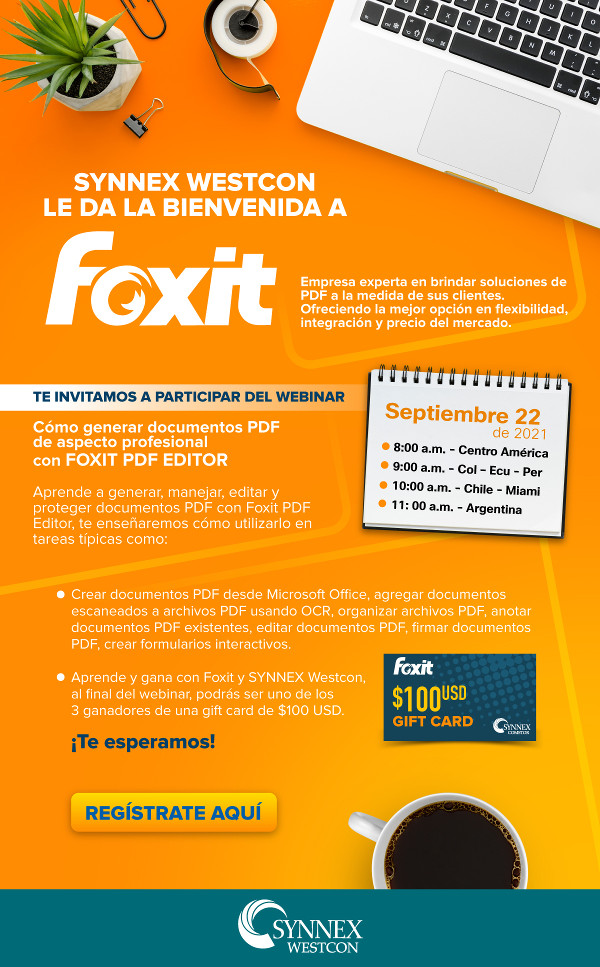 SYNNEX WESTCON
LE DA LA BIENVENIDA A
foxit
Empresa experta en brindar soluciones de
PDF a la medida de sus clientes.
Ofreciendo la mejor opción en flexibilidad,
integración y precio del mercado.
TE INVITAMOS A PARTICIPAR DEL WEBINAR
Cómo generar documentos PDF
de aspecto profesional
con FOXIT PDF EDITOR
Aprende a generar, manejar, editar y
proteger documentos PDF con Foxit PDF
Editor, te enseñaremos cómo utilizarlo en
tareas típicas como:
Septiembre 22
de 2021
8:00 a.m. - Centro América
9:00 a.m. - Col - Ecu - Per
10:00 a.m. - Chile - Miami
11: 00 a.m. - Argentina
Crear documentos PDF desde Microsoft Office, agregar documentos
escaneados a archivos PDF usando OCR, organizar archivos PDF, anotar
documentos PDF existentes, editar documentos PDF, firmar documentos
PDF, crear formularios interactivos.
Aprende y gana con Foxit y SYNNEX Westcon,
al final del webinar, podrás ser uno de los
3 ganadores de una gift card de $100 USD.
foxit
$100 USD
GIFT CARD
SYNNEX
COMSTOR
¡Te esperamos!
REGÍSTRATE AQUÍ
SYNNEX
WESTCON